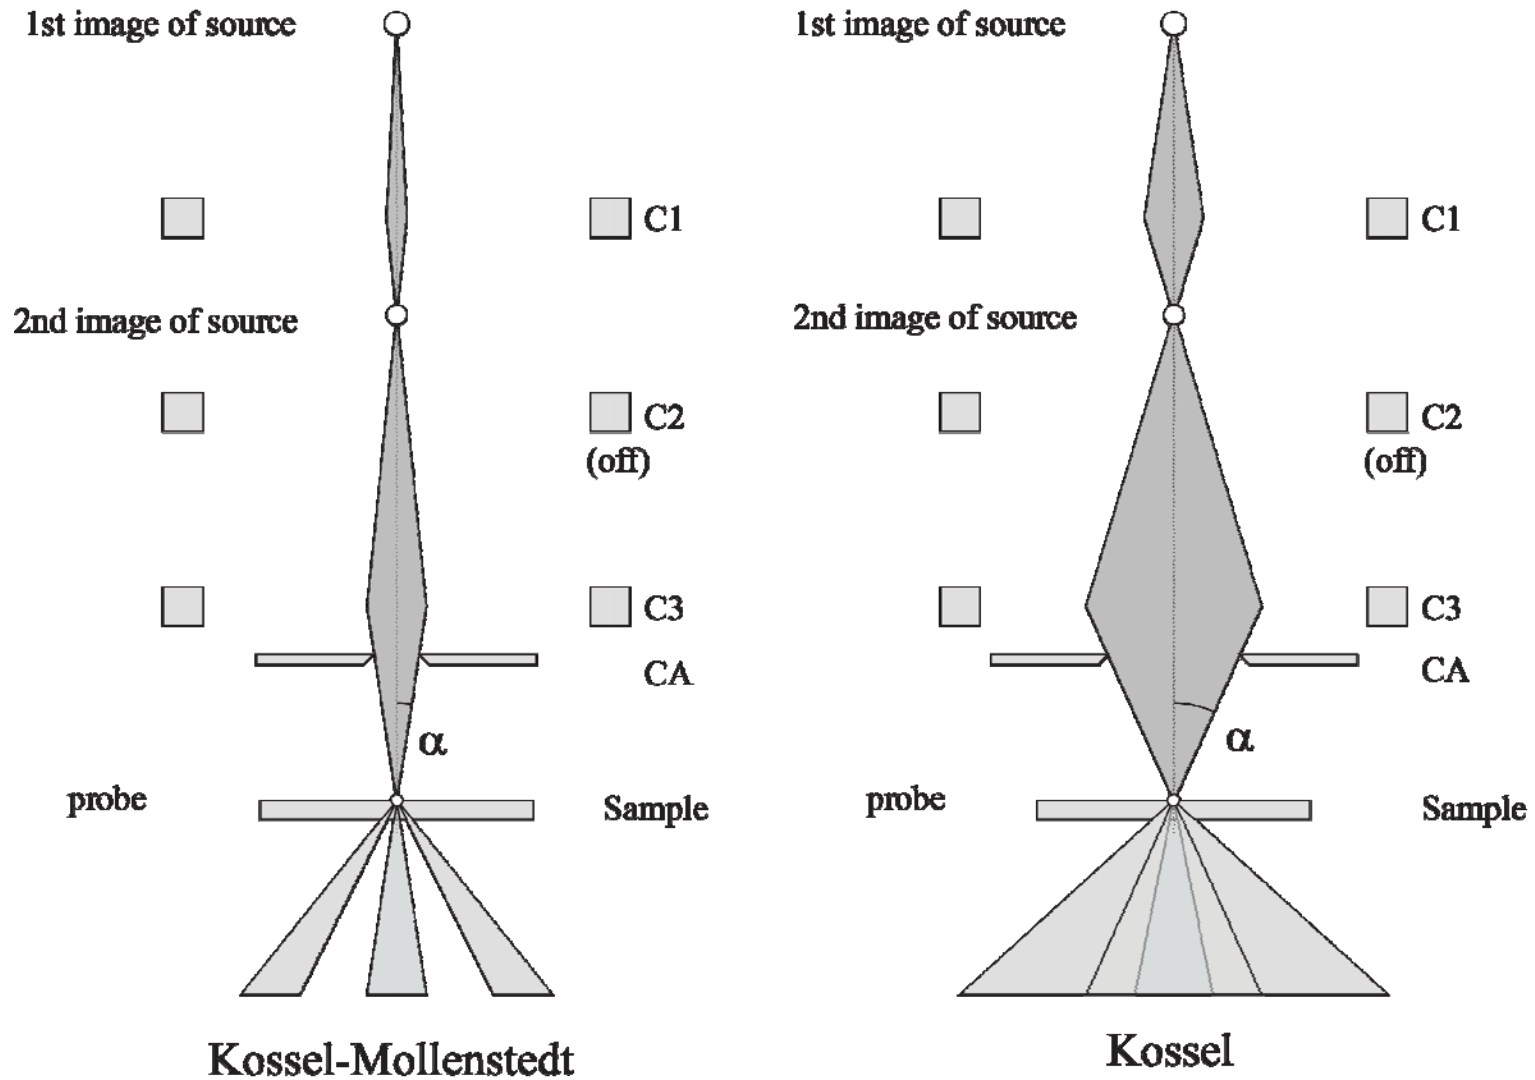 1st image of source
C1
2nd image of source
C2
(off)
C3
CA
α
probe
Sample
Kossel-Mollenstedt
1st image of source
C1
2nd image of source
C2
(off)
C3
CA
α
probe
Sample
Kossel